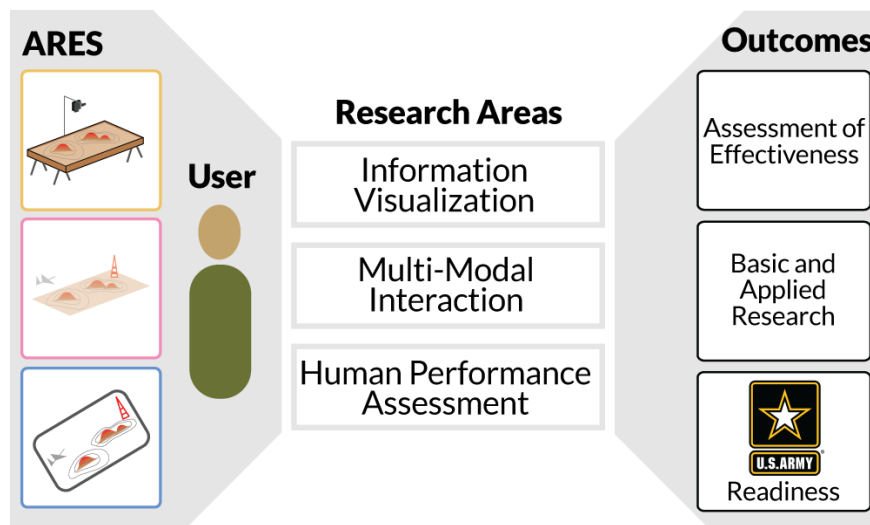 ARES
User
Research Areas
Information
Visualization
Multi-Modal
Interaction
Human Performance
Assessment
Outcomes
Assessment of
Effectiveness
Basic and
Applied
Research
U.S.ARMY
Readiness